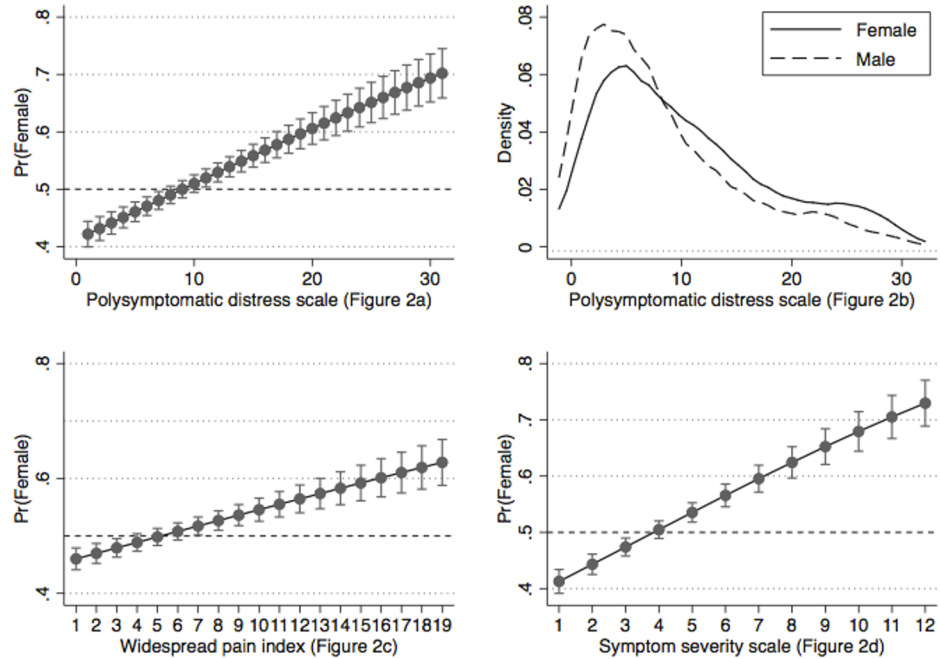 .8
.7
.6
.5
.4
Pr(Female)
0 10 20 30
Polysymptomatic distress scale (Figure 2a)
.08
.06
.04
.02
0
Density
Female
Male
0 10 20 30
Polysymptomatic distress scale (Figure 2b)
.8
.6
.4
Pr(Female)
1 2 3 4 5 6 7 8 9 10 11 12 13 14 15 16 17 18 19
Widespread pain index (Figure 2c)
.8
.7
.6
.5
.4
Pr(Female)
1 2 3 4 5 6 7 8 9 10 11 12
Symptom severity scale (Figure 2d)